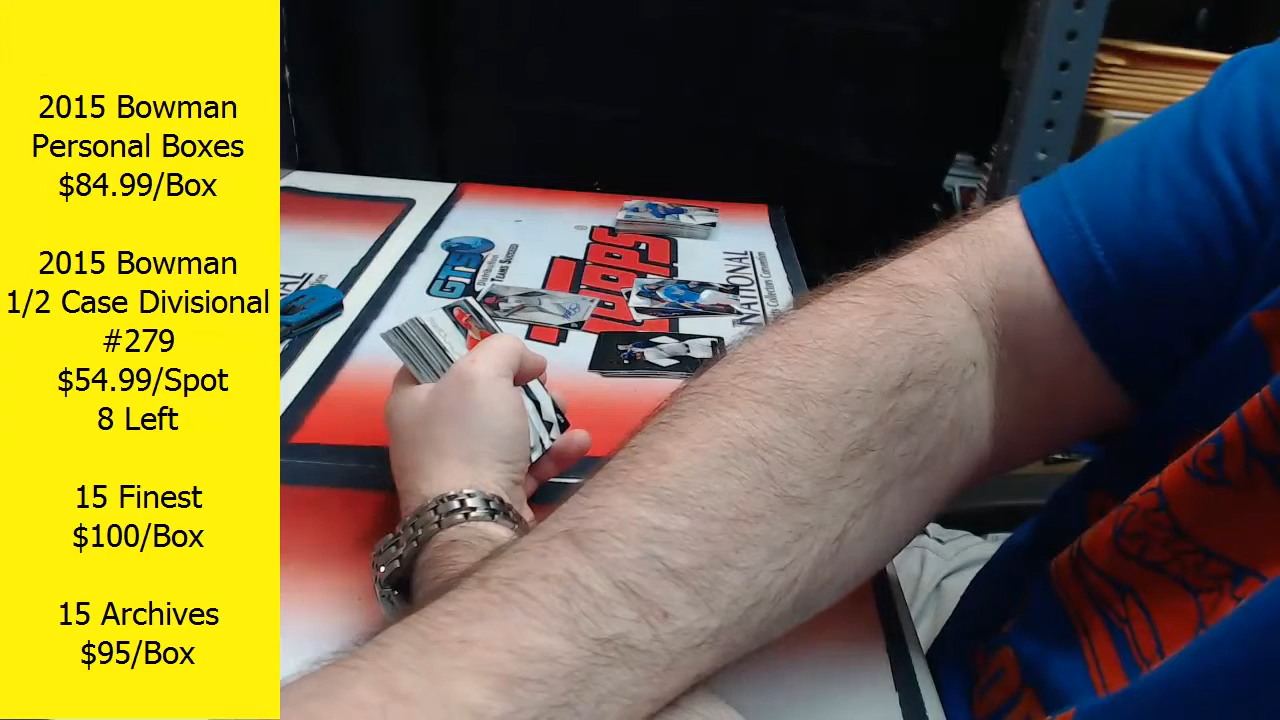 2015 Bowman
Personal Boxes
$84.99/Box
2015 Bowman
1/2 Case Divisional
#279
$54.99/Spot
8 Left
15 Finest
$100/Box
15 Archives
$95/Box
GTS
Topps
NATIONAL